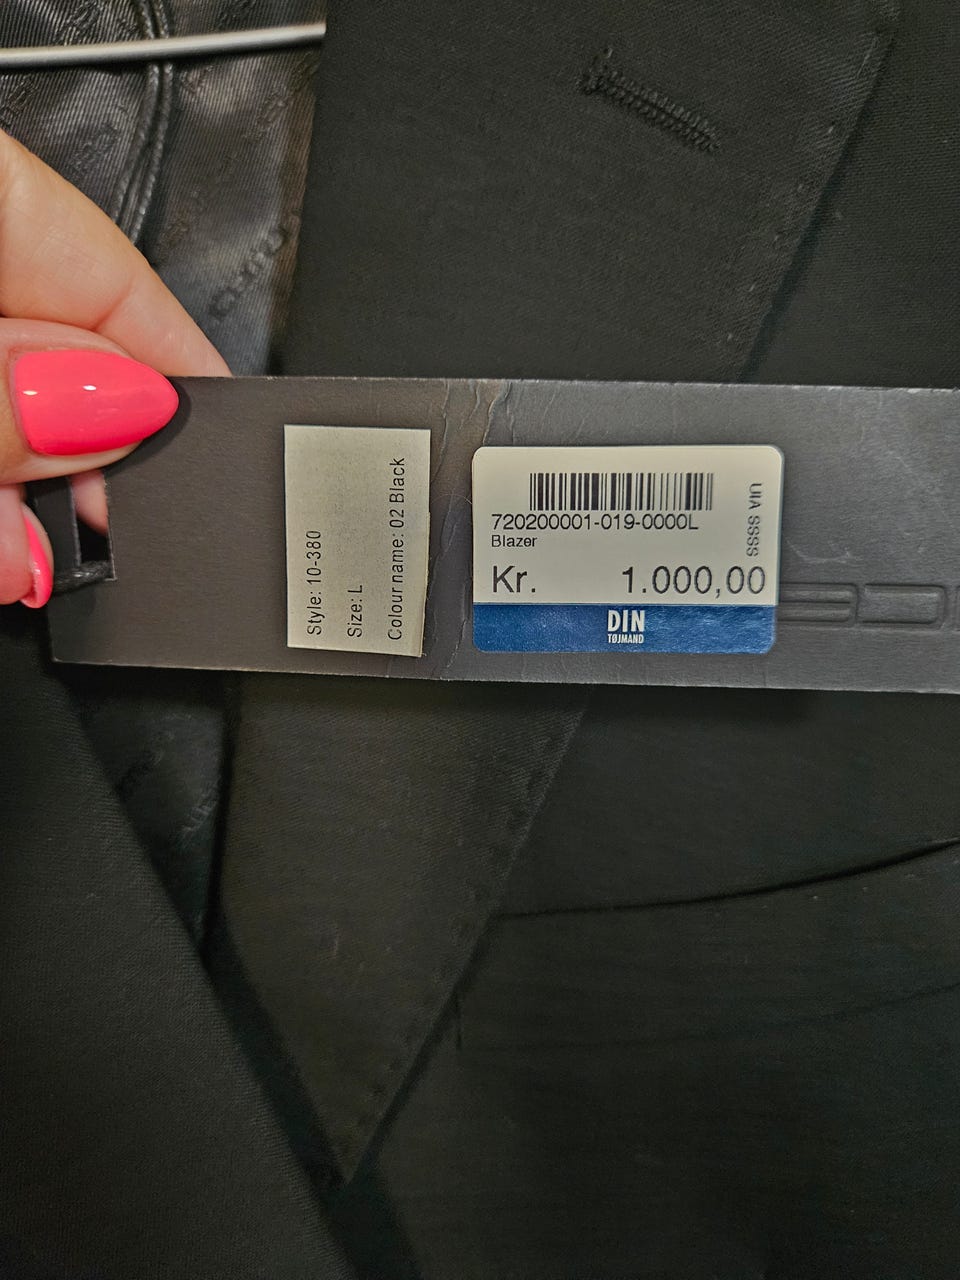 Style: 10-380
Size: L
Colour name: 02 Black
720200001-019-0000L
Blazer
UIA SSSS
Kr. 1.000,00
DIN
TØJMAND